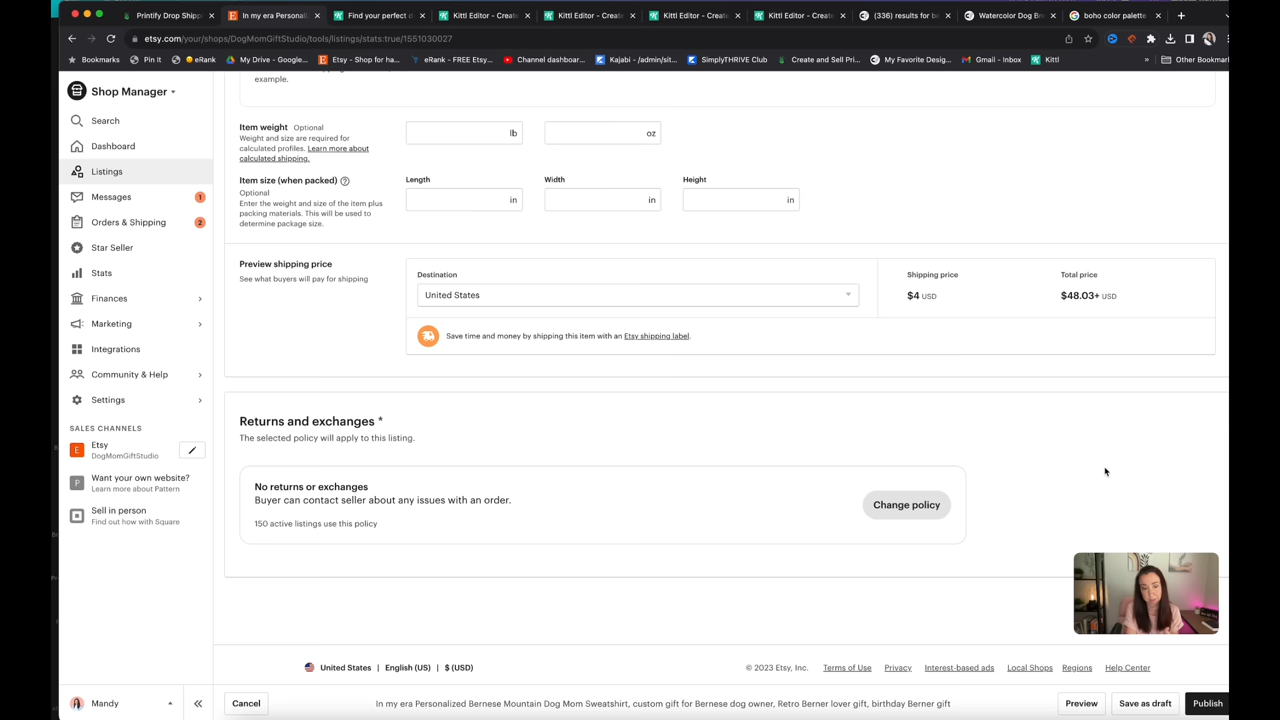 Printify Drop Shipp
In my era Personali
Find your perfect d
Kittl Editor - Create
Kittl Editor - Create
Kittl Editor - Create
Kittl Editor - Create
(336) results for be
Watercolor Dog Bre
boho color palette
etsy.com/your/shops/DogMomGiftStudio/tools/listings/stats:true/1551030027
Bookmarks
Pin It
eRank
My Drive - Google...
Etsy - Shop for ha...
eRank - FREE Etsy...
Channel dashboar...
Kajabi - /admin/sit...
SimplyTHRIVE Club
Create and Sell Pri...
My Favorite Desig...
Gmail - Inbox
Kittl
»
Other Bookmar
Shop Manager
Search
Dashboard
Listings
Messages 1
Orders & Shipping 2
Star Seller
Stats
Finances
Marketing
Integrations
Community & Help
Settings
SALES CHANNELS
E Etsy
DogMomGiftStudio
P Want your own website?
Learn more about Pattern
Sell in person
Find out how with Square
Mandy
example.
Item weight Optional
Weight and size are required for
calculated profiles. Learn more about
calculated shipping.
lb
oz
Item size (when packed) ?
Optional
Enter the weight and size of the item plus
packing materials. This will be used to
determine package size.
Length
Width
Height
in
in
in
Preview shipping price
See what buyers will pay for shipping
Destination
United States
Shipping price
$4 USD
Total price
$48.03+ USD
Save time and money by shipping this item with an Etsy shipping label.
Returns and exchanges *
The selected policy will apply to this listing.
No returns or exchanges
Buyer can contact seller about any issues with an order.
150 active listings use this policy
Change policy
United States | English (US) | $ (USD)
© 2023 Etsy, Inc.
Terms of Use
Privacy
Interest-based ads
Local Shops
Regions
Help Center
Cancel
In my era Personalized Bernese Mountain Dog Mom Sweatshirt, custom gift for Bernese dog owner, Retro Berner lover gift, birthday Berner gift
Preview
Save as draft
Publish